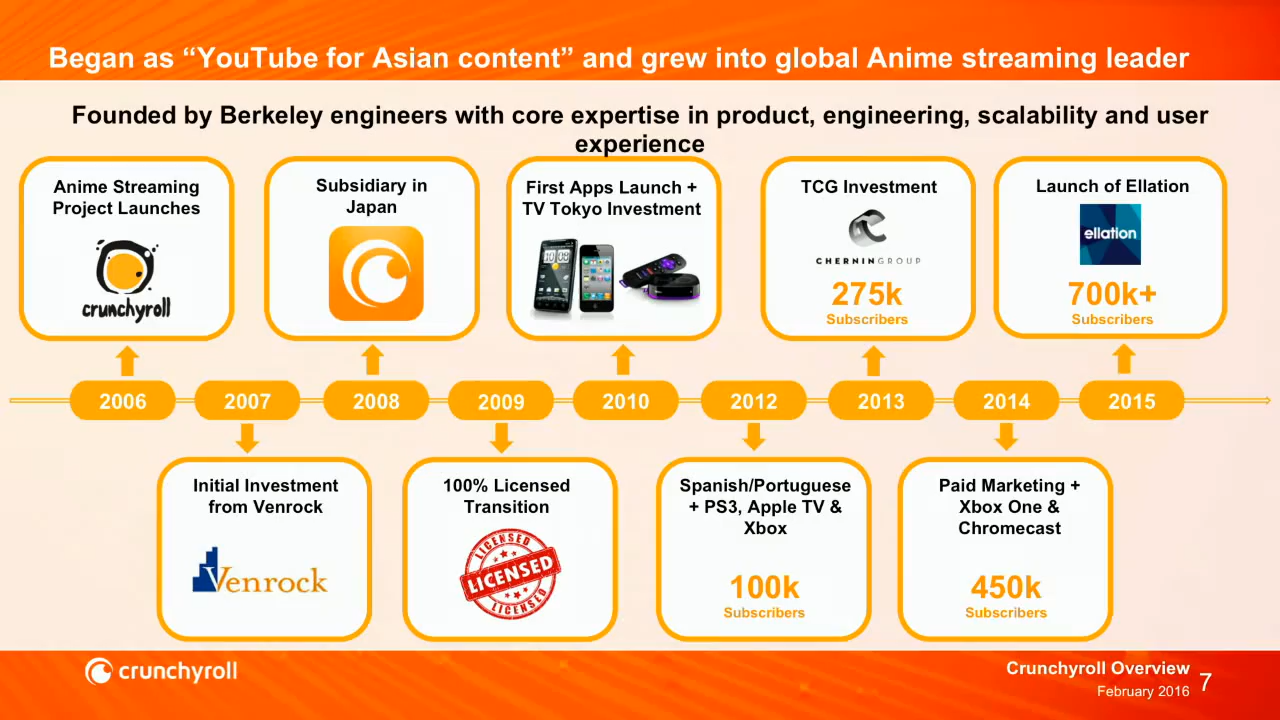 Began as “YouTube for Asian content” and grew into global Anime streaming leader
Founded by Berkeley engineers with core expertise in product, engineering, scalability and user
experience
Anime Streaming
Project Launches
crunchyroll
Subsidiary in
Japan
First Apps Launch +
TV Tokyo Investment
TCG Investment
CHERNINGROUP
275k
Subscribers
Launch of Ellation
ellation
700k+
Subscribers
2006
2007
2008
2009
2010
2012
2013
2014
2015
Initial Investment
from Venrock
Venrock
100% Licensed
Transition
LICENSED
LICENSED
LICENSED
Spanish/Portuguese
+ PS3, Apple TV &
Xbox
100k
Subscribers
Paid Marketing +
Xbox One &
Chromecast
450k
Subscribers
crunchyroll
Crunchyroll Overview
February 2016
7